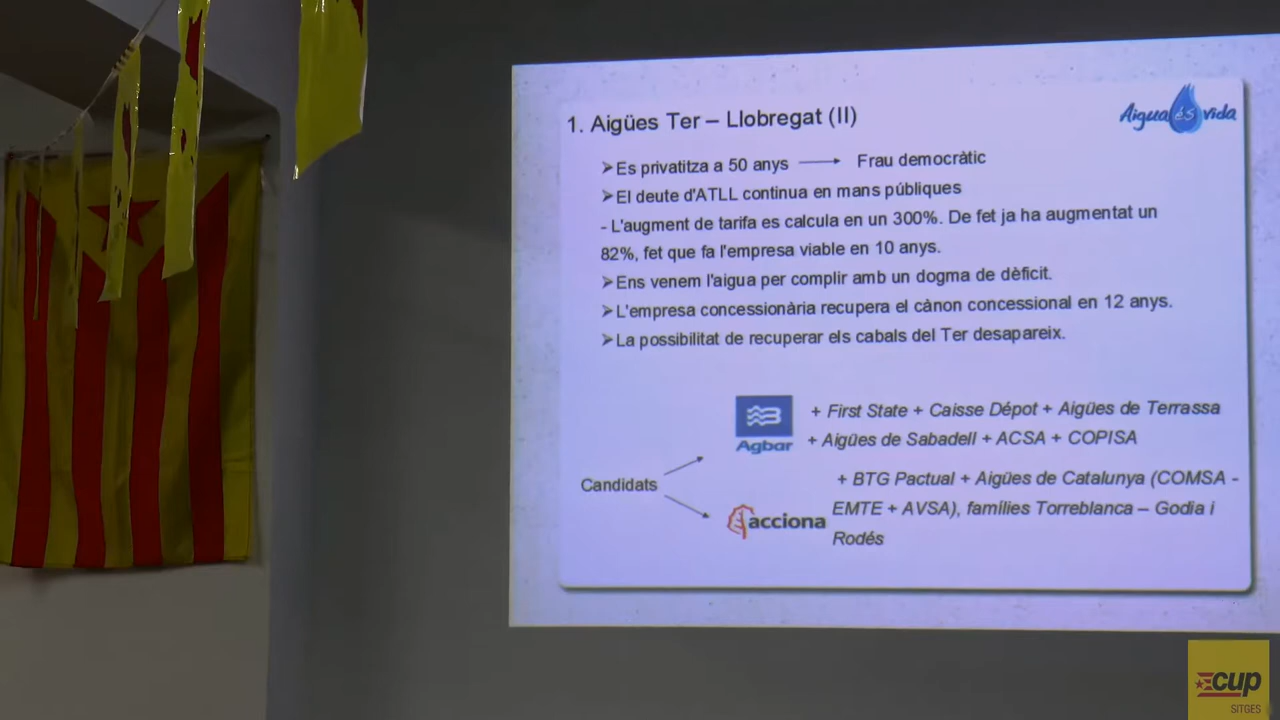 1. Aigües Ter – Llobregat (II)
Aigua és vida
➢Es privatitza a 50 anys → Frau democràtic
➢El deute d'ATLL continua en mans públiques
- L'augment de tarifa es calcula en un 300%. De fet ja ha augmentat un
82%, fet que fa l'empresa viable en 10 anys.
➢Ens venem l'aigua per complir amb un dogma de dèficit.
➢L'empresa concessionària recupera el cànon concessional en 12 anys.
➢La possibilitat de recuperar els cabals del Ter desapareix.
Agbar
+ First State + Caisse Dépot + Aigües de Terrassa
+ Aigües de Sabadell + ACSA + COPISA
Candidats
acciona
+ BTG Pactual + Aigües de Catalunya (COMSA -
EMTE + AVSA), famílies Torreblanca – Godia i
Rodés
cup
SITGES